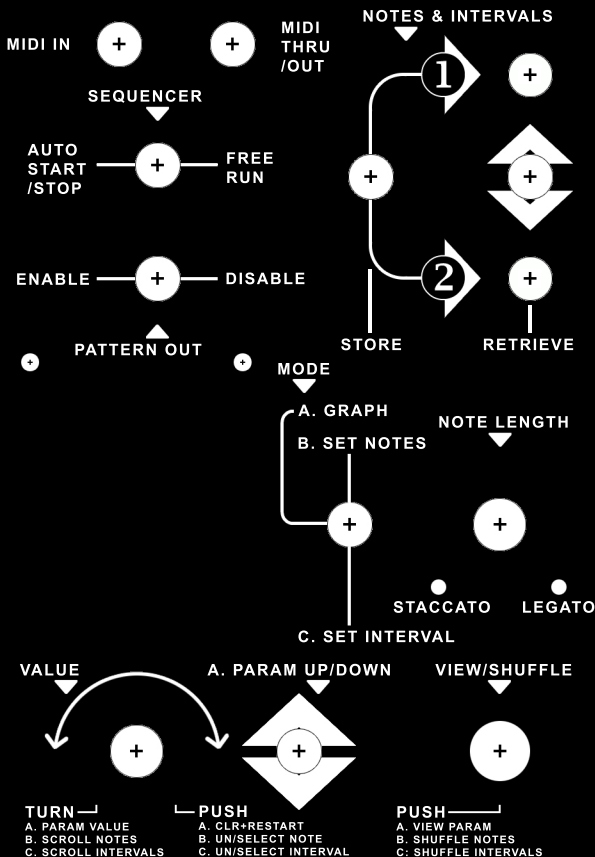 MIDI IN
MIDI
THRU
/OUT
NOTES & INTERVALS
SEQUENCER
1
AUTO
START
/STOP
FREE
RUN
ENABLE
DISABLE
2
PATTERN OUT
STORE
RETRIEVE
MODE
A. GRAPH
B. SET NOTES
NOTE LENGTH
STACCATO
LEGATO
C. SET INTERVAL
VALUE
A. PARAM UP/DOWN
VIEW/SHUFFLE
TURN
A. PARAM VALUE
B. SCROLL NOTES
C. SCROLL INTERVALS
PUSH
A. CLR+RESTART
B. UN/SELECT NOTE
C. UN/SELECT INTERVAL
PUSH
A. VIEW PARAM
B. SHUFFLE NOTES
C: SHUFFLE INTERVALS